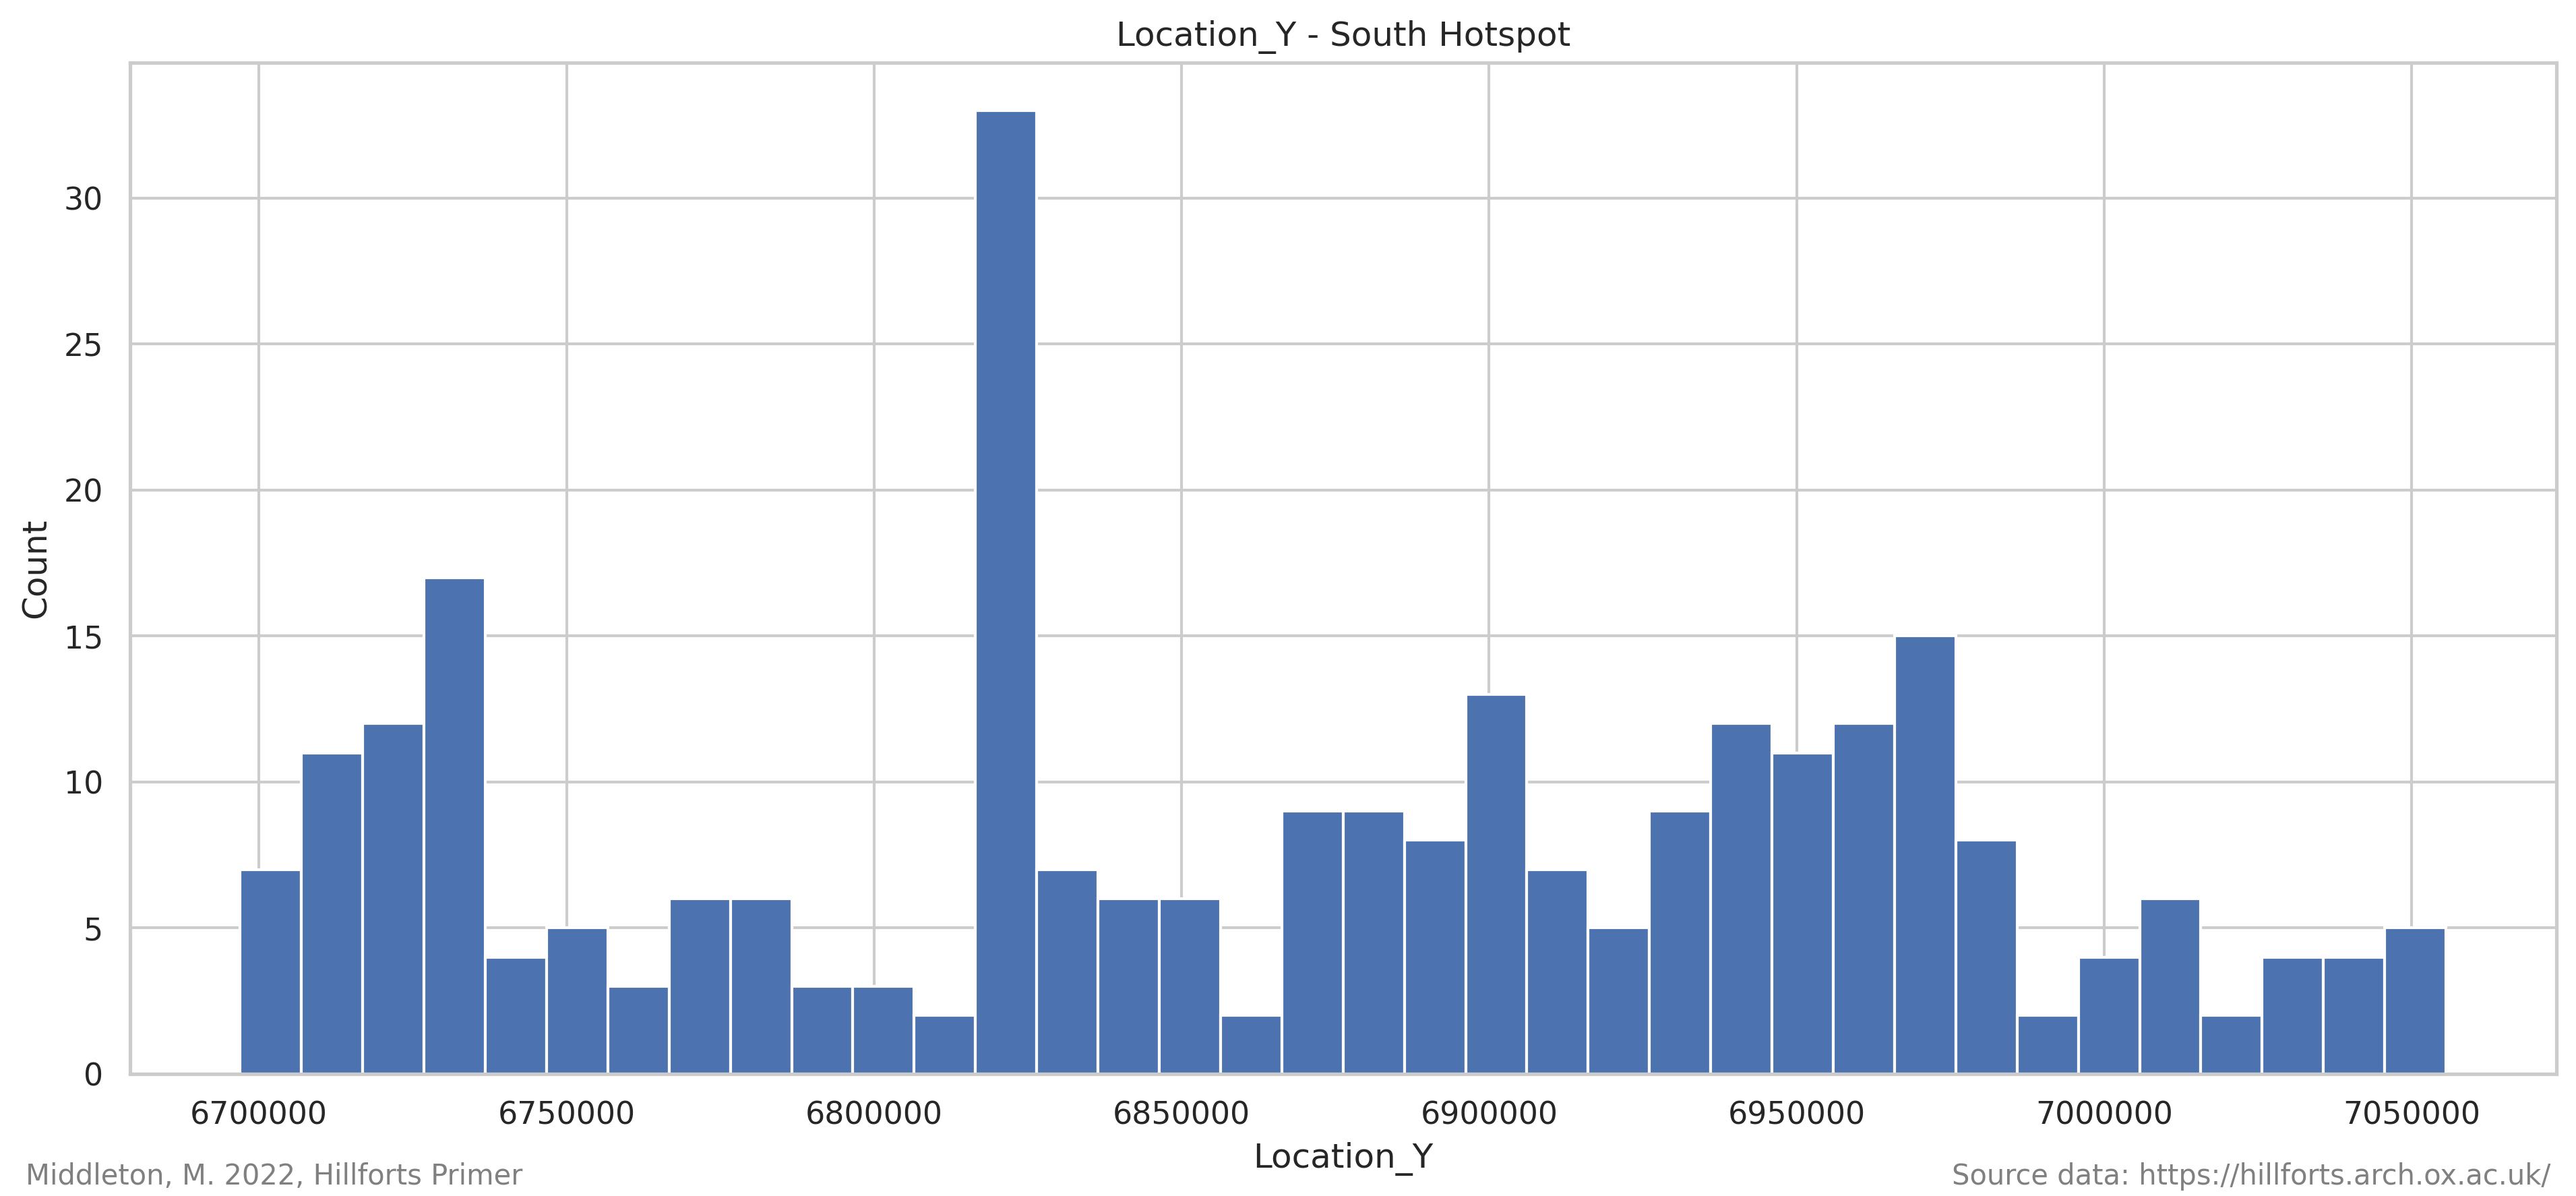 Location_Y - South Hotspot
Count
30
25
20
15
10
5
0
6700000 6750000 6800000 6850000 6900000 6950000 7000000 7050000
Location_Y
Middleton, M. 2022, Hillforts Primer
Source data: https://hillforts.arch.ox.ac.uk/